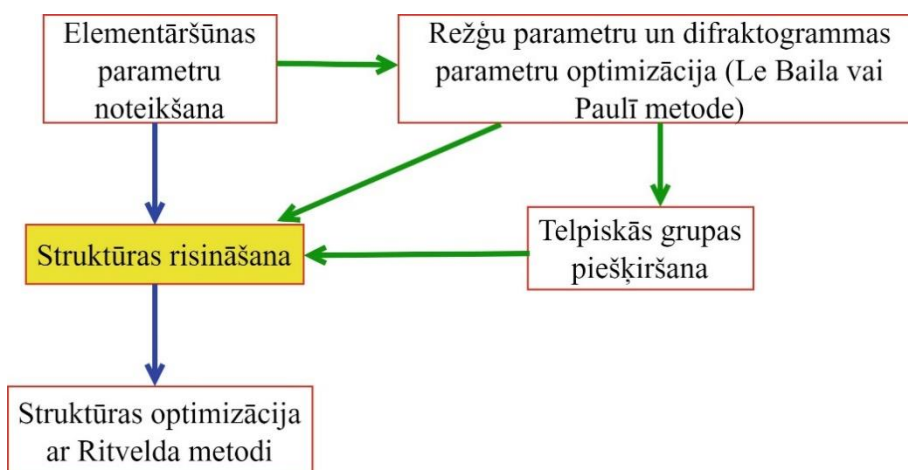 Elementāršūnas
parametru
noteikšana
Režģu parametru un difraktogrammas
parametru optimizācija (Le Baila vai
Paulī metode)
Struktūras risināšana
Telpiskās grupas
piešķiršana
Struktūras optimizācija
ar Ritvelda metodi